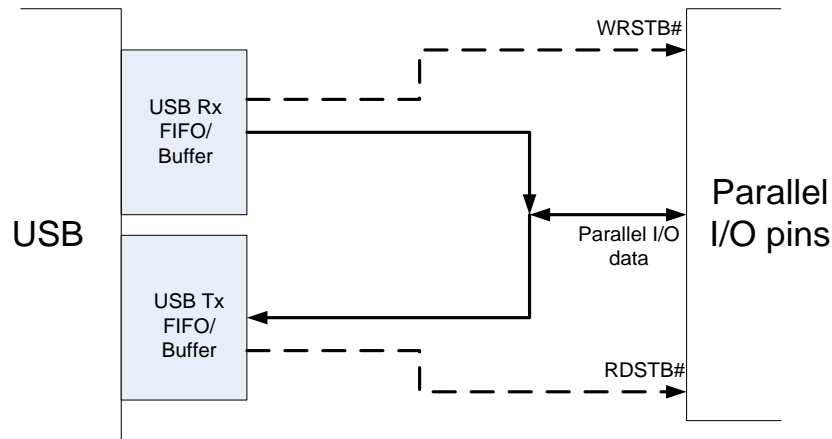 WRSTB#
USB Rx
FIFO/
Buffer
USB
Parallel
I/O pins
Parallel I/O
data
USB Tx
FIFO/
Buffer
RDSTB#